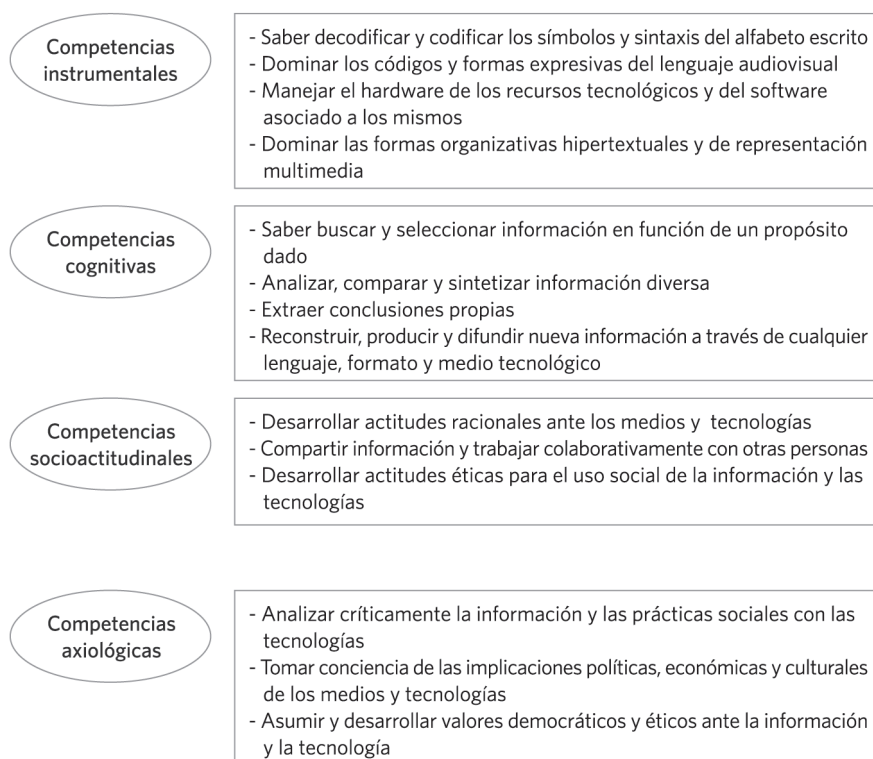 Competencias
instrumentales
- Saber decodificar y codificar los símbolos y sintaxis del alfabeto escrito
- Dominar los códigos y formas expresivas del lenguaje audiovisual
- Manejar el hardware de los recursos tecnológicos y del software
asociado a los mismos
- Dominar las formas organizativas hipertextuales y de representación
multimedia
Competencias
cognitivas
- Saber buscar y seleccionar información en función de un propósito
dado
- Analizar, comparar y sintetizar información diversa
- Extraer conclusiones propias
- Reconstruir, producir y difundir nueva información a través de cualquier
lenguaje, formato y medio tecnológico
Competencias
socioactitudinales
- Desarrollar actitudes racionales ante los medios y tecnologías
- Compartir información y trabajar colaborativamente con otras personas
- Desarrollar actitudes éticas para el uso social de la información y las
tecnologías
Competencias
axiológicas
- Analizar críticamente la información y las prácticas sociales con las
tecnologías
- Tomar conciencia de las implicaciones políticas, económicas y culturales
de los medios y tecnologías
- Asumir y desarrollar valores democráticos y éticos ante la información
y la tecnología